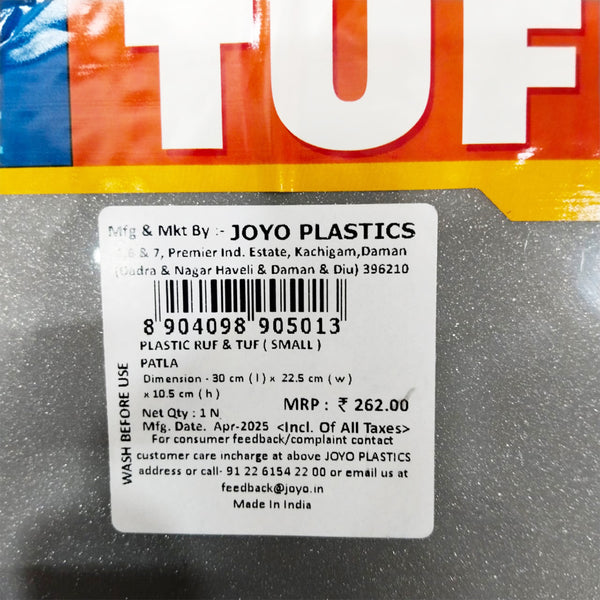 TUF
Mfg & Mkt By :- JOYO PLASTICS
& 7, Premier Ind. Estate, Kachigam,Daman
(Dadra & Nagar Haveli & Daman & Diu) 396210
8 904098 905013
PLASTIC RUF & TUF ( SMALL )
PATLA
Dimension - 30 cm ( l ) x 22.5 cm ( w )
x 10.5 cm ( h )
MRP : ₹ 262.00
Net Qty : 1 N
Mfg. Date. Apr-2025 <Incl. Of All Taxes>
For consumer feedback/complaint contact
customer care incharge at above JOYO PLASTICS
address or call- 91 22 6154 22 00 or email us at
feedback@joyo.in
Made In India
WASH BEFORE USE